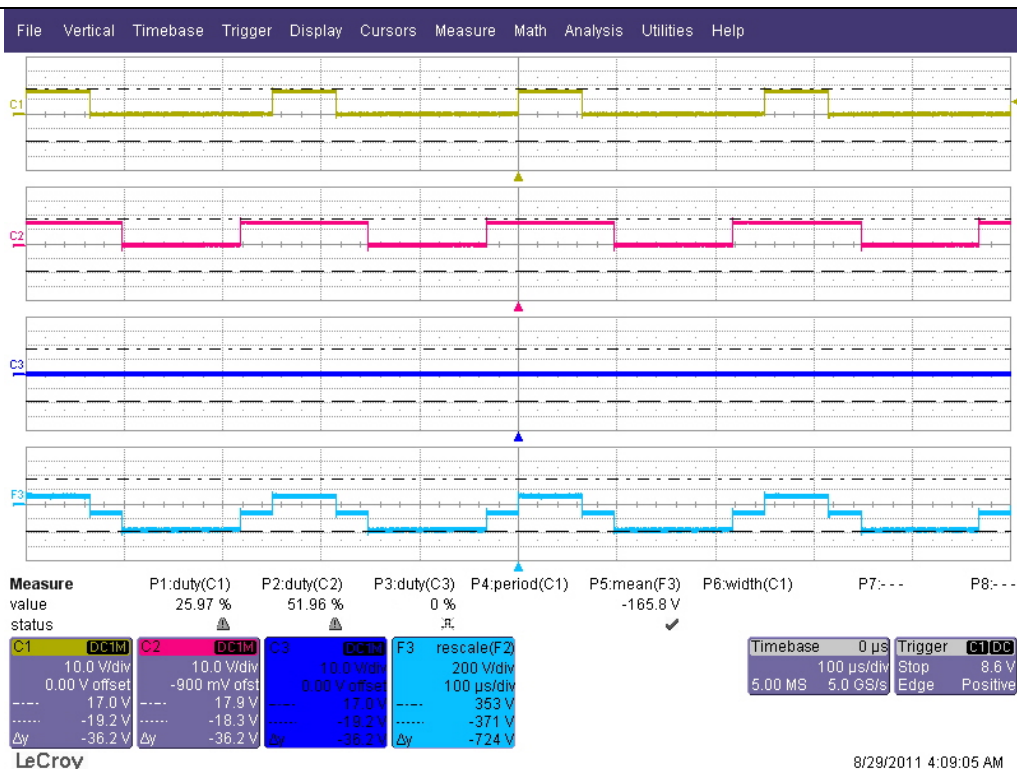 File Vertical Timebase Trigger Display Cursors Measure Math Analysis Utilities Help
C1
C2
C3
F3
Measure P1:duty(C1) P2:duty(C2) P3:duty(C3) P4:period(C1) P5:mean(F3) P6:width(C1) P7:- - - P8:- - -
value 25.97 % 51.96 % 0 % -165.8 V
status
C1 DC1M C2 DC1M C3 DC1M F3 rescale(F2) Timebase 0 µs Trigger C1 DC
10.0 V/div 10.0 V/div 10.0 V/div 200 V/div 100 µs/div Stop 8.6 V
0.00 V offset -900 mV ofst 0.00 V offset 100 µs/div 5.00 MS 5.0 GS/s Edge Positive
17.0 V 17.9 V 17.0 V 353 V
-19.2 V -18.3 V -19.2 V -371 V
Δy -36.2 V Δy -36.2 V Δy -36.2 V Δy -724 V
LeCroy 8/29/2011 4:09:05 AM